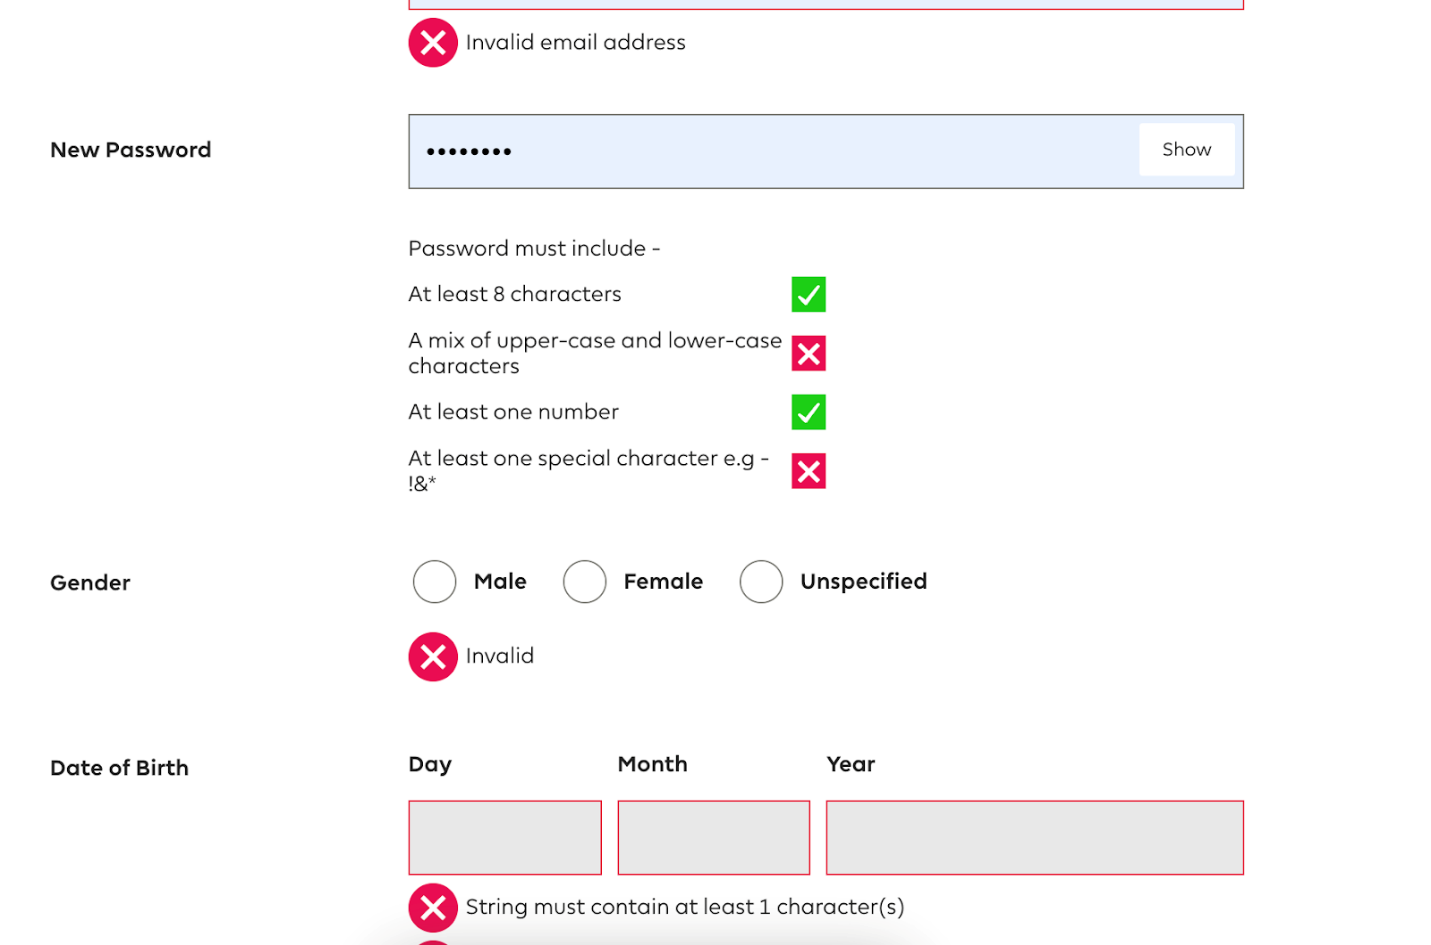 Invalid email address
New Password
••••••••
Show
Password must include -
At least 8 characters
A mix of upper-case and lower-case
characters
At least one number
At least one special character e.g -
!&*
Gender
Male
Female
Unspecified
Invalid
Date of Birth
Day
Month
Year
String must contain at least 1 character(s)